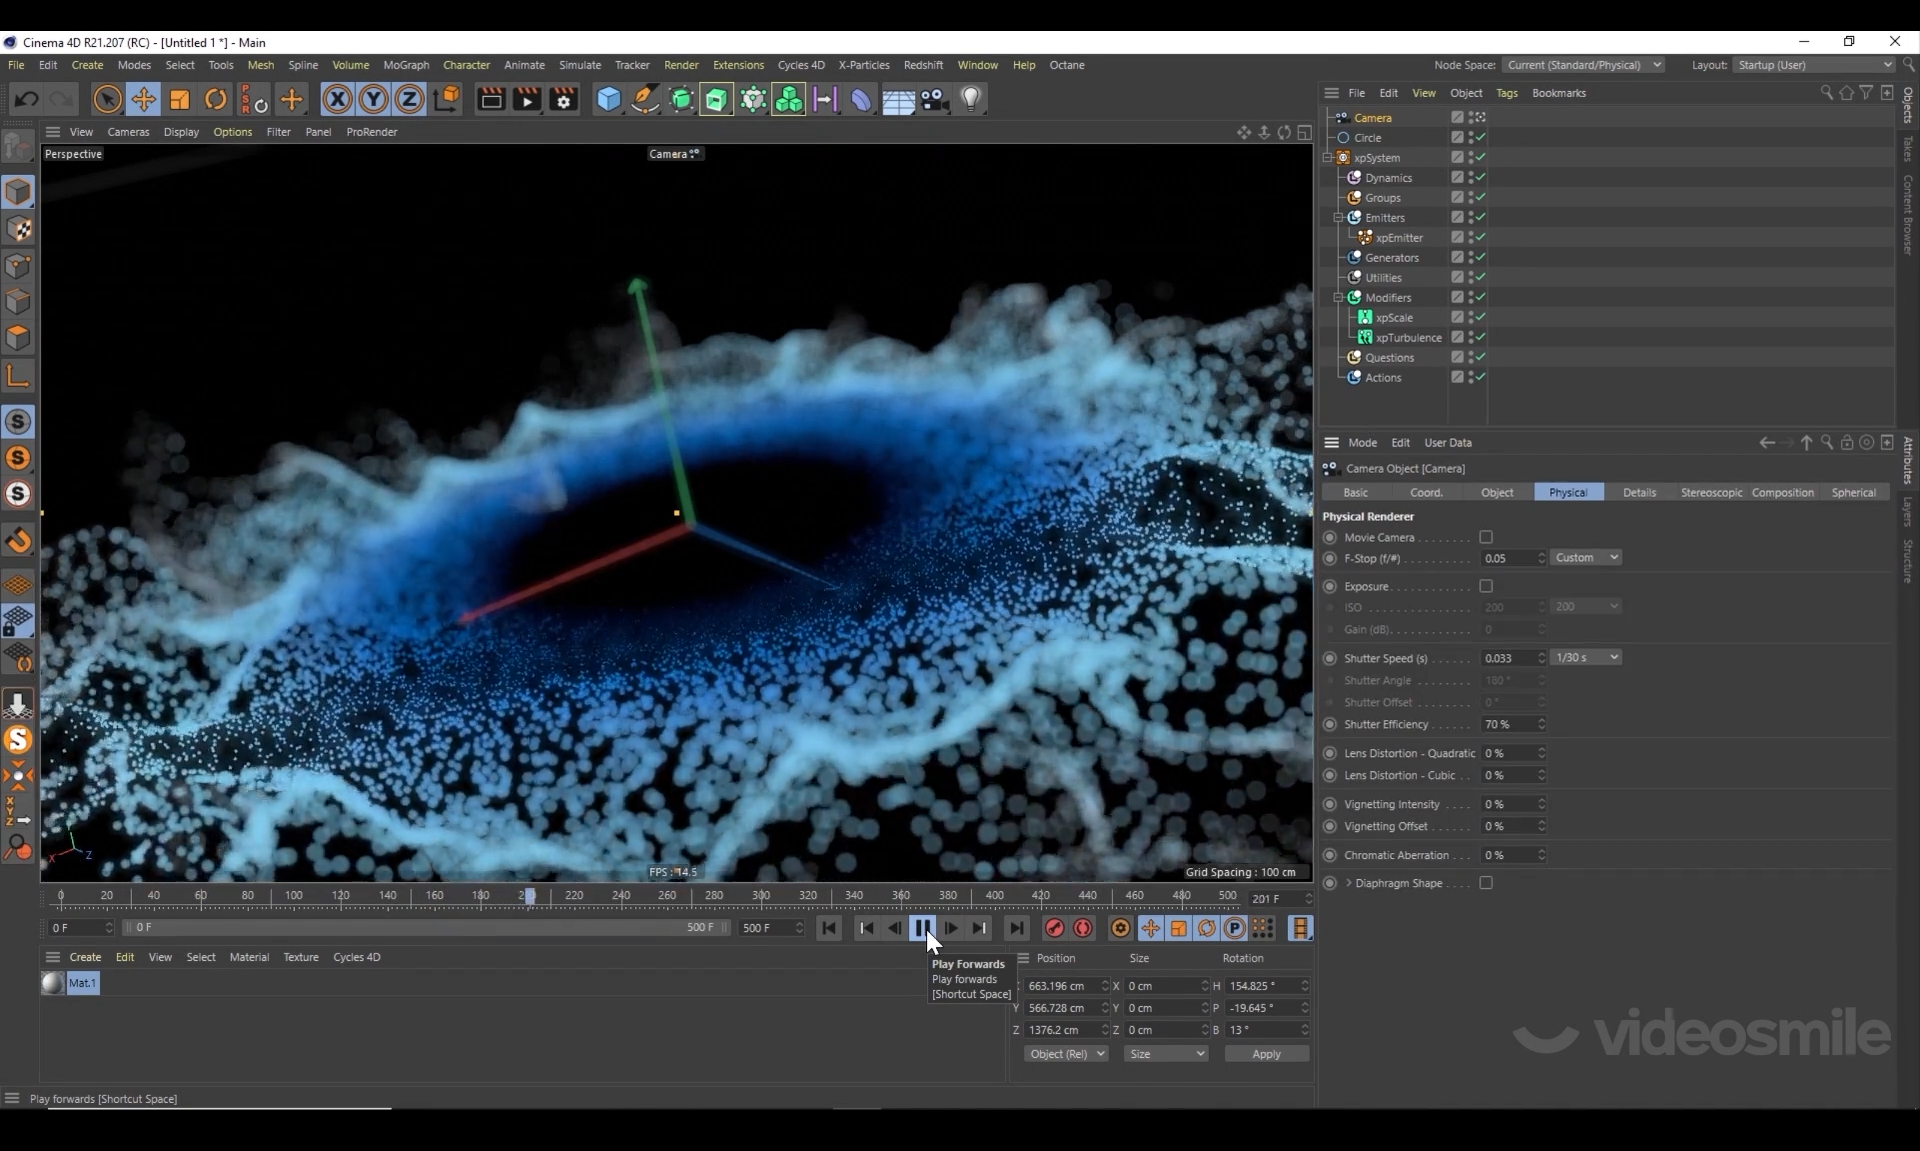 Cinema 4D R21.207 (RC) - [Untitled 1 *] - Main
File Edit Create Modes Select Tools Mesh Spline Volume MoGraph Character Animate Simulate Tracker Render Extensions Cycles 4D X-Particles Redshift Window Help Octane
Node Space: Current (Standard/Physical) Layout: Startup (User)
PSR
X Y Z
View Cameras Display Options Filter Panel ProRender
Perspective
Camera
File Edit View Object Tags Bookmarks
Camera
Circle
xpSystem
Dynamics
Groups
Emitters
xpEmitter
Generators
Utilities
Modifiers
xpScale
xpTurbulence
Questions
Actions
Objects
Takes
Content Browser
Mode Edit User Data
Camera Object [Camera]
Basic Coord. Object Physical Details Stereoscopic Composition Spherical
Physical Renderer
Movie Camera
F-Stop (f/#) 0.05 Custom
Exposure
ISO 200 200
Gain (dB) 0
Shutter Speed (s) 0.033 1/30 s
Shutter Angle 180 °
Shutter Offset 0 °
Shutter Efficiency 70 %
Lens Distortion - Quadratic 0 %
Lens Distortion - Cubic 0 %
Vignetting Intensity 0 %
Vignetting Offset 0 %
Chromatic Aberration 0 %
Diaphragm Shape
Attributes
Layers
Structure
X Y Z
FPS : 14.5
Grid Spacing : 100 cm
0 20 40 60 80 100 120 140 160 180 220 240 260 280 300 320 340 360 380 400 420 440 460 480 500 201 F
0 F 0 F 500 F 500 F
Create Edit View Select Material Texture Cycles 4D
Mat.1
Play Forwards
Play forwards
[Shortcut Space]
Position Size Rotation
663.196 cm X 0 cm H 154.825 °
Y 566.728 cm Y 0 cm P -19.645 °
Z 1376.2 cm Z 0 cm B 13 °
Object (Rel) Size Apply
videosmile
Play forwards [Shortcut Space]